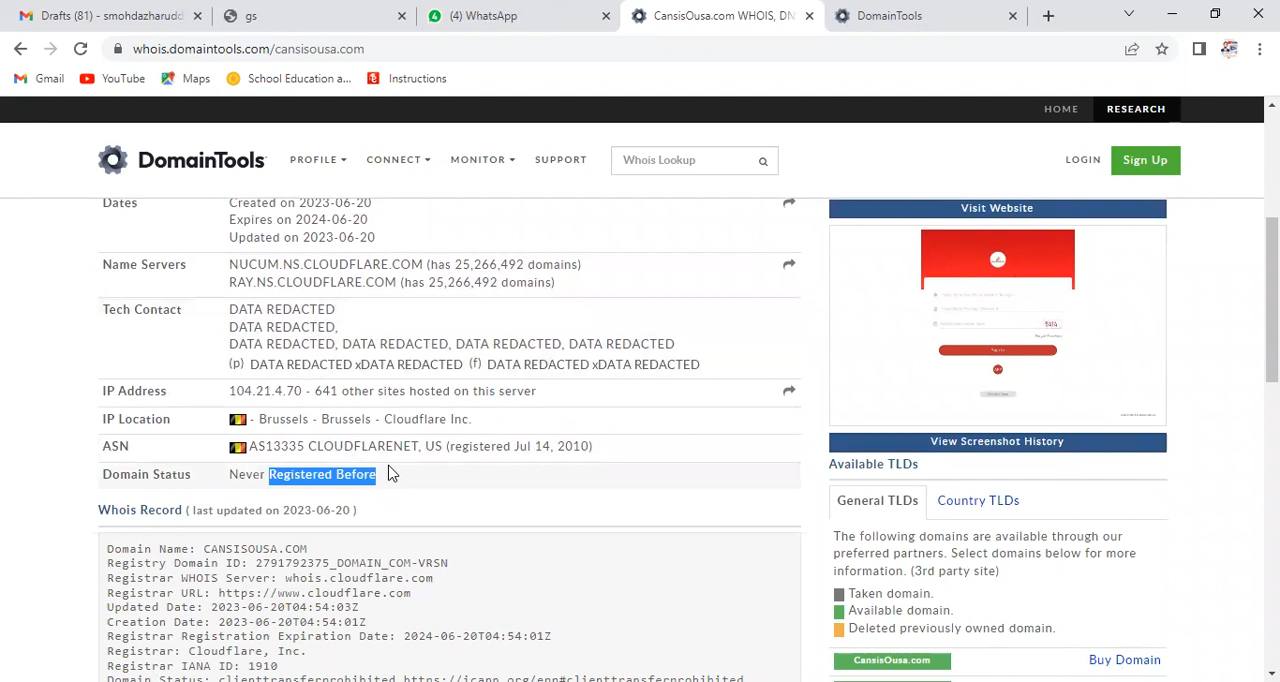 Drafts (81) - smohdazharudd
gs
(4) WhatsApp
CansisOusa.com WHOIS, DN
DomainTools
whois.domaintools.com/cansisousa.com
Gmail
YouTube
Maps
School Education a...
Instructions
HOME
RESEARCH
DomainTools
PROFILE
CONNECT
MONITOR
SUPPORT
Whois Lookup
LOGIN
Sign Up
Dates
Created on 2023-06-20
Expires on 2024-06-20
Updated on 2023-06-20
Name Servers
NUCUM.NS.CLOUDFLARE.COM (has 25,266,492 domains)
RAY.NS.CLOUDFLARE.COM (has 25,266,492 domains)
Tech Contact
DATA REDACTED
DATA REDACTED,
DATA REDACTED, DATA REDACTED, DATA REDACTED, DATA REDACTED
(p) DATA REDACTED xDATA REDACTED (f) DATA REDACTED xDATA REDACTED
IP Address
104.21.4.70 - 641 other sites hosted on this server
IP Location
- Brussels - Brussels - Cloudflare Inc.
ASN
AS13335 CLOUDFLARENET, US (registered Jul 14, 2010)
Domain Status
Never Registered Before
Whois Record ( last updated on 2023-06-20 )
Domain Name: CANSISOUSA.COM
Registry Domain ID: 2791792375_DOMAIN_COM-VRSN
Registrar WHOIS Server: whois.cloudflare.com
Registrar URL: https://www.cloudflare.com
Updated Date: 2023-06-20T04:54:03Z
Creation Date: 2023-06-20T04:54:01Z
Registrar Registration Expiration Date: 2024-06-20T04:54:01Z
Registrar: Cloudflare, Inc.
Registrar IANA ID: 1910
Domain Status: clienttransferprohibited https://icann.org/epp#clienttransferprohibited
Visit Website
View Screenshot History
Available TLDs
General TLDs
Country TLDs
The following domains are available through our
preferred partners. Select domains below for more
information. (3rd party site)
Taken domain.
Available domain.
Deleted previously owned domain.
CansisOusa.com
Buy Domain